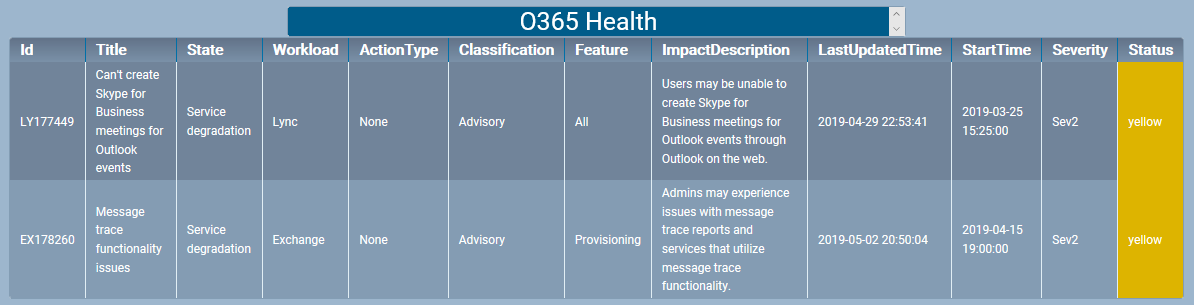 O365 Health
Id Title State Workload ActionType Classification Feature ImpactDescription LastUpdatedTime StartTime Severity Status
LY177449
Can't create
Skype for
Business
meetings for
Outlook
events
Service
degradation
Lync
None
Advisory
All
Users may be unable to
create Skype for
Business meetings for
Outlook events through
Outlook on the web.
2019-04-29 22:53:41
2019-03-25
15:25:00
Sev2
yellow
EX178260
Message
trace
functionality
issues
Service
degradation
Exchange
None
Advisory
Provisioning
Admins may experience
issues with message
trace reports and
services that utilize
message trace
functionality.
2019-05-02 20:50:04
2019-04-15
19:00:00
Sev2
yellow